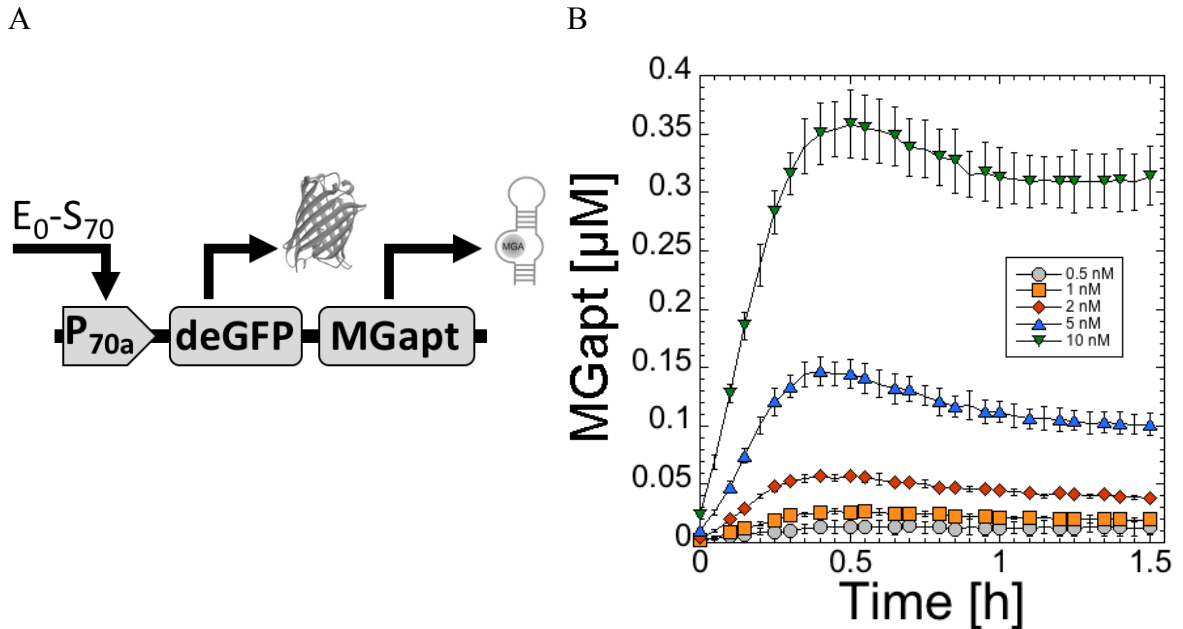 A
B
E0-S70
MGA
P70a
deGFP
MGapt
MGapt [µM]
0.4
0.35
0.3
0.25
0.2
0.15
0.1
0.05
0
0.5 nM
1 nM
2 nM
5 nM
10 nM
0
0.5
1
1.5
Time [h]